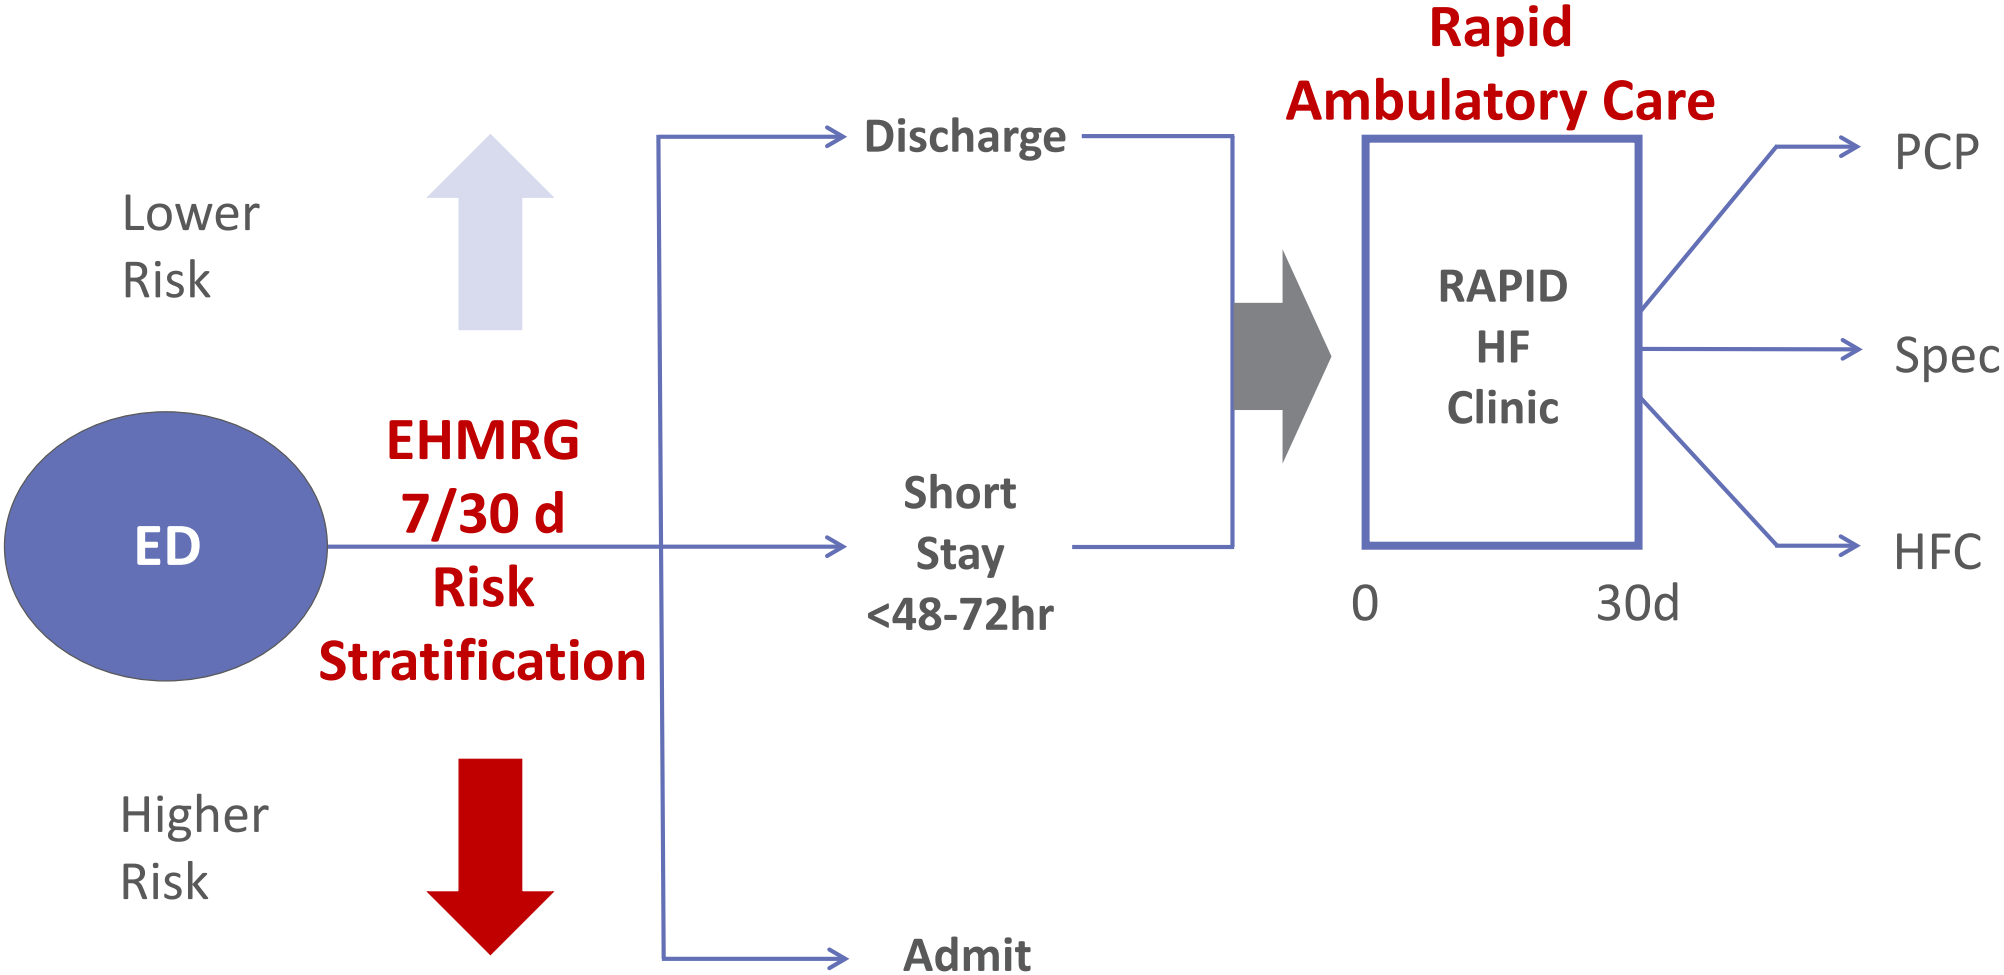 Lower
Risk
ED
EHMRG
7/30 d
Risk
Stratification
Higher
Risk
Discharge
Short
Stay
<48-72hr
Admit
Rapid
Ambulatory Care
RAPID
HF
Clinic
0
30d
PCP
Spec
HFC